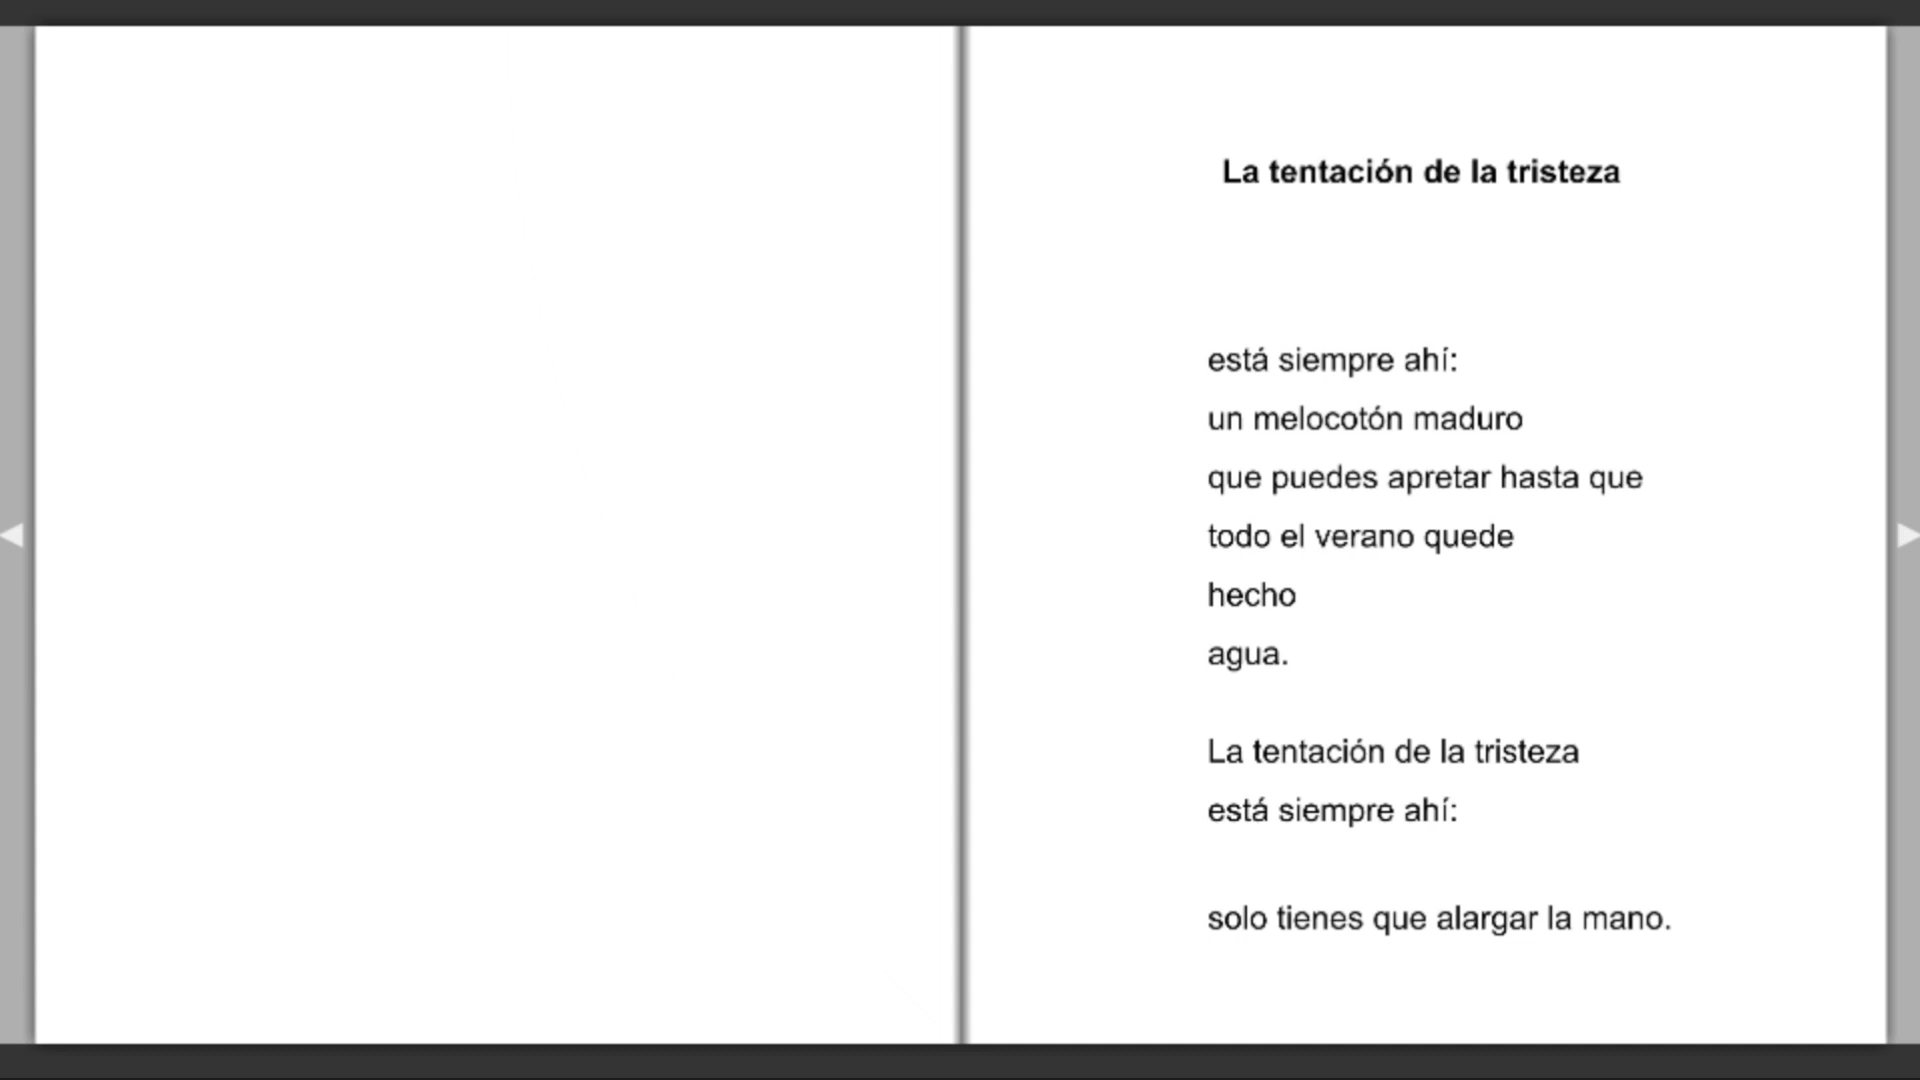 La tentación de la tristeza
está siempre ahí:
un melocotón maduro
que puedes apretar hasta que
todo el verano quede
hecho
agua.
La tentación de la tristeza
está siempre ahí:
solo tienes que alargar la mano.